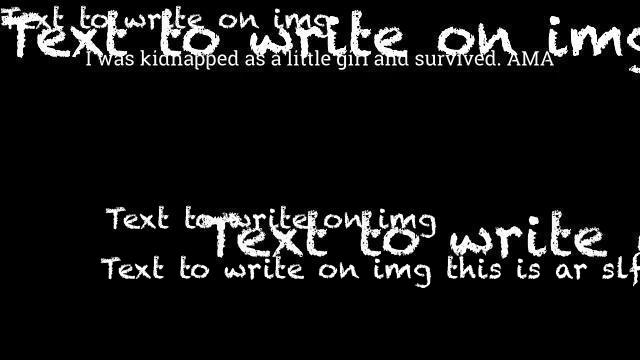 Text to write on img
Text to write on img
I was kidnapped as a little girl and survived. AMA
Text to write on img
Text to write
Text to write on img this is ar slf